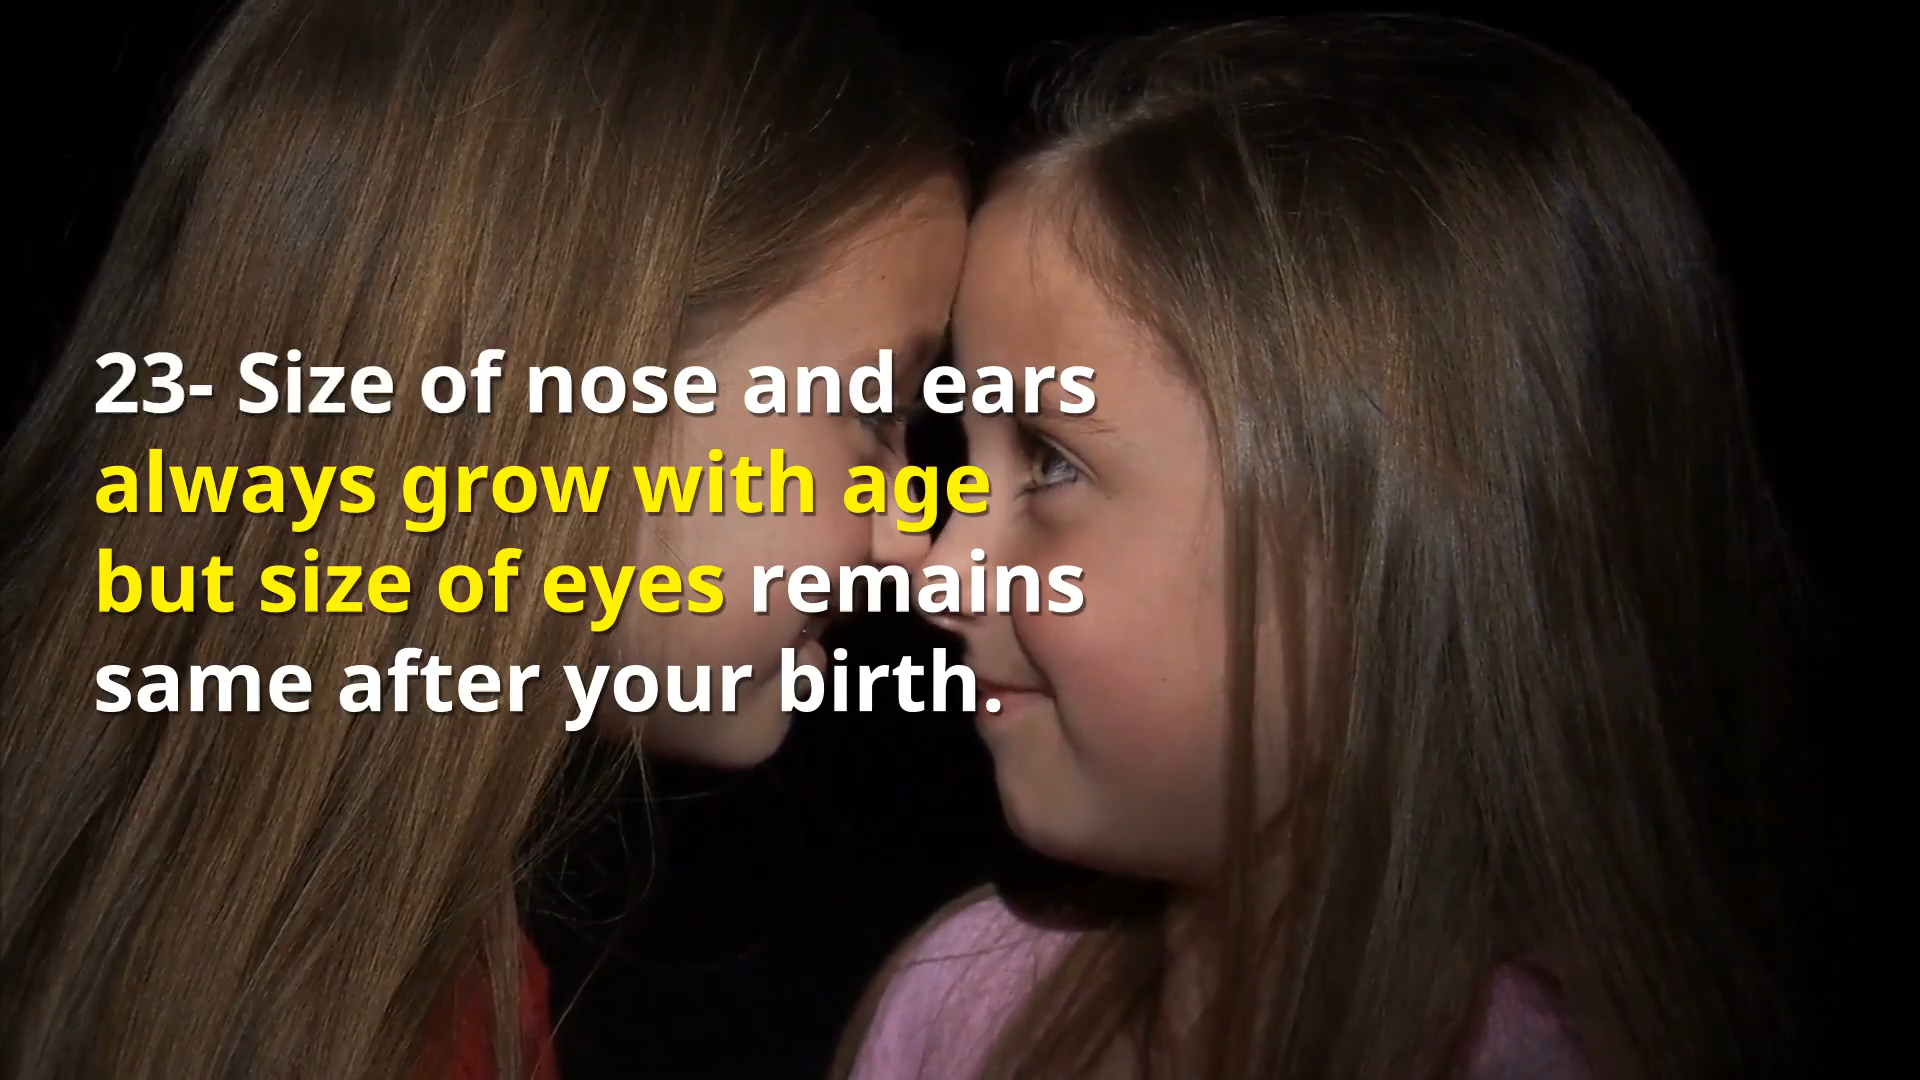 23- Size of nose and ears
always grow with age
but size of eyes remains
same after your birth.